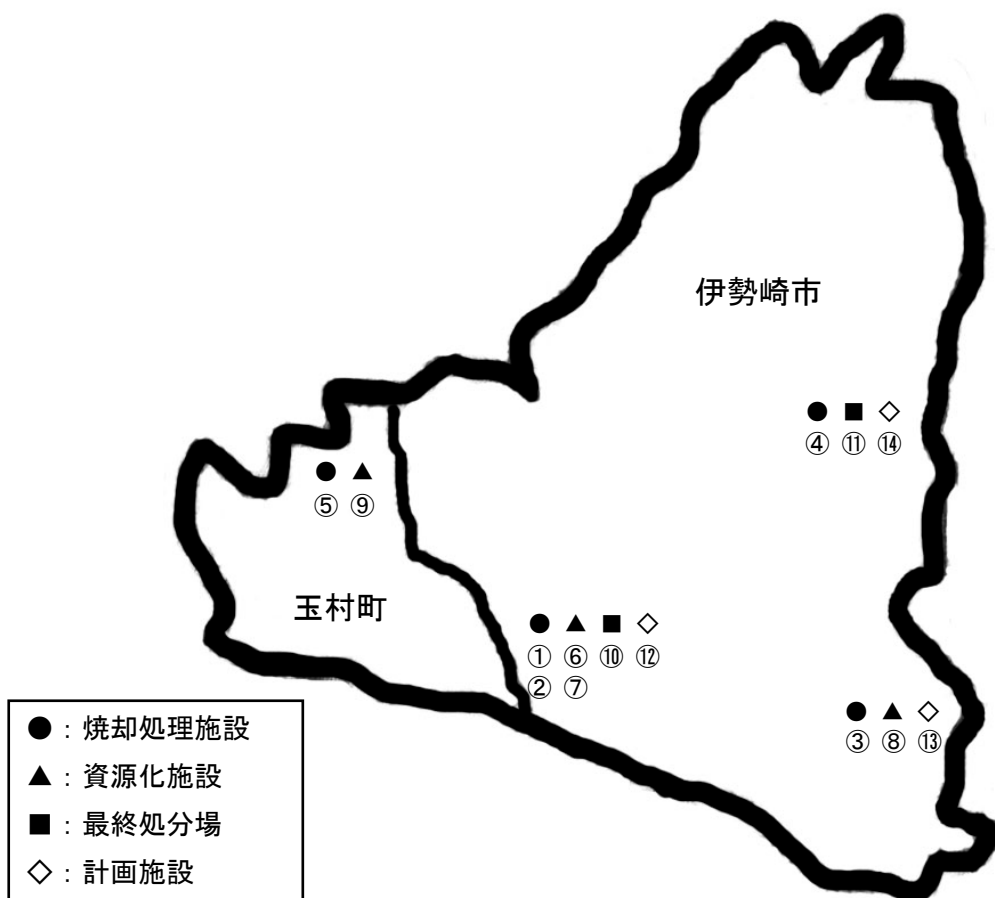 伊勢崎市
● ■ ◇
④ ⑪ ⑭
● ▲
⑤ ⑨
玉村町
● ▲ ■ ◇
① ⑥ ⑩ ⑫
② ⑦
● ▲ ◇
③ ⑧ ⑬
●：焼却処理施設
▲：資源化施設
■：最終処分場
◇：計画施設